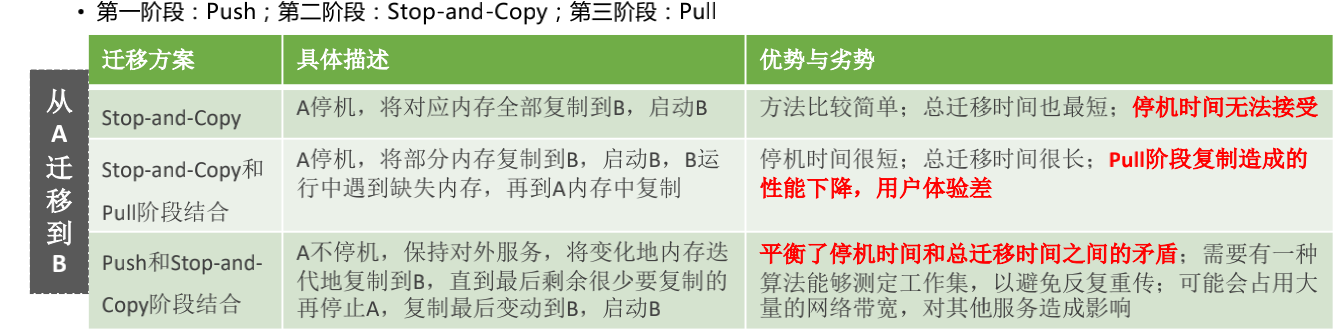 • 第一阶段：Push；第二阶段：Stop-and-Copy；第三阶段：Pull
迁移方案
具体描述
优势与劣势
从
A
迁
移
到
B
Stop-and-Copy
A停机，将对应内存全部复制到B，启动B
方法比较简单；总迁移时间也最短；停机时间无法接受
Stop-and-Copy和
Pull阶段结合
A停机，将部分内存复制到B，启动B，B运
行中遇到缺失内存，再到A内存中复制
停机时间很短；总迁移时间很长；Pull阶段复制造成的
性能下降，用户体验差
Push和Stop-and-
Copy阶段结合
A不停机，保持对外服务，将变化地内存迭
代地复制到B，直到最后剩余很少要复制的
再停止A，复制最后变动到B，启动B
平衡了停机时间和总迁移时间之间的矛盾；需要有一种
算法能够测定工作集，以避免反复重传；可能会占用大
量的网络带宽，对其他服务造成影响